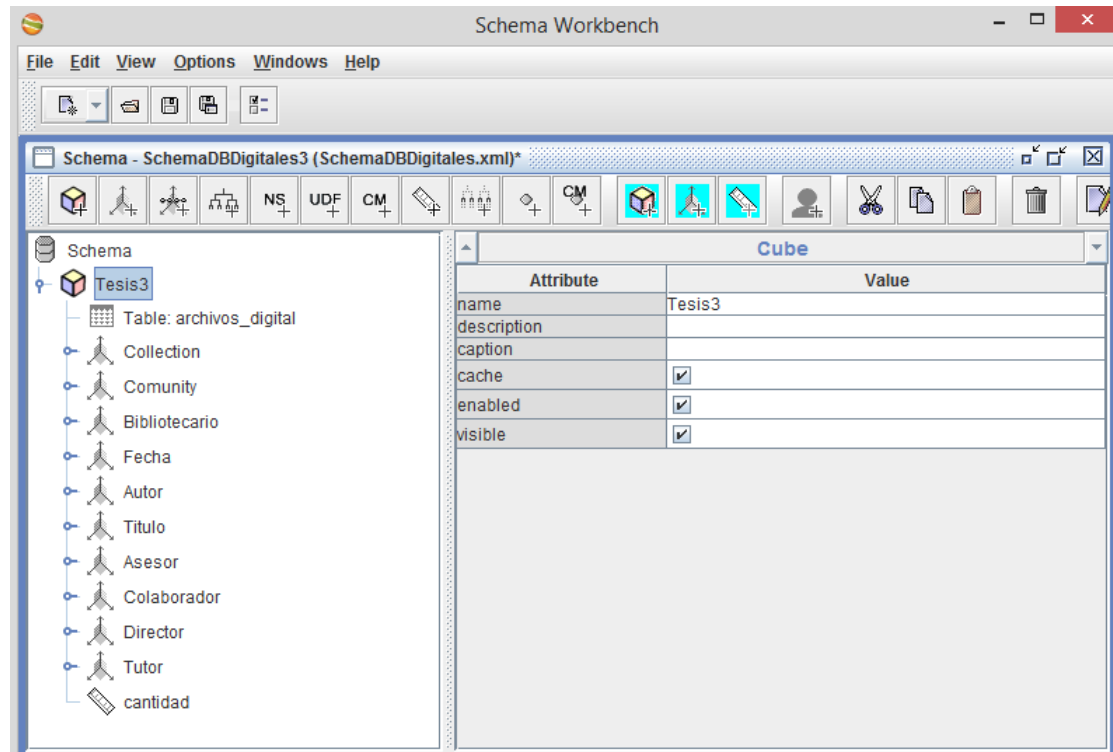 Schema Workbench
File Edit View Options Windows Help
Schema - SchemaDBDigitales3 (SchemaDBDigitales.xml)*
NS UDF CM CM
Schema
Tesis3
Table: archivos_digital
Collection
Comunity
Bibliotecario
Fecha
Autor
Titulo
Asesor
Colaborador
Director
Tutor
cantidad
Cube
Attribute Value
name Tesis3
description
caption
cache
enabled
visible